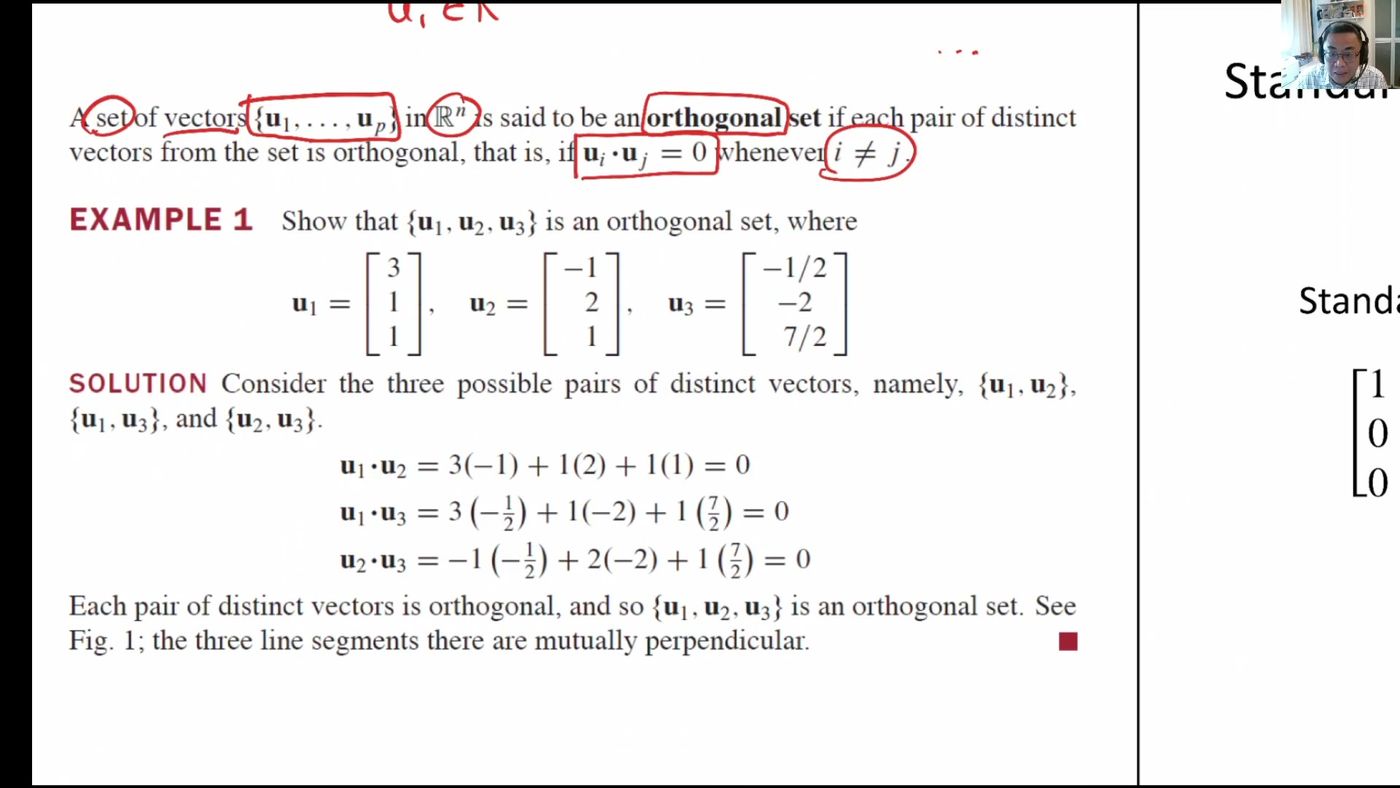 u₁ ∈ R
...
A set of vectors {u₁, . . . , uₚ} in ℝⁿ is said to be an orthogonal set if each pair of distinct
vectors from the set is orthogonal, that is, if uᵢ · uⱼ = 0 whenever i ≠ j.
EXAMPLE 1 Show that {u₁, u₂, u₃} is an orthogonal set, where
u₁ = [3 1 1], u₂ = [−1 2 1], u₃ = [−1/2 −2 7/2]
SOLUTION Consider the three possible pairs of distinct vectors, namely, {u₁, u₂},
{u₁, u₃}, and {u₂, u₃}.
u₁ · u₂ = 3(−1) + 1(2) + 1(1) = 0
u₁ · u₃ = 3 (−1/2) + 1(−2) + 1 (7/2) = 0
u₂ · u₃ = −1 (−1/2) + 2(−2) + 1 (7/2) = 0
Each pair of distinct vectors is orthogonal, and so {u₁, u₂, u₃} is an orthogonal set. See
Fig. 1; the three line segments there are mutually perpendicular.
Standa
[1
0
0